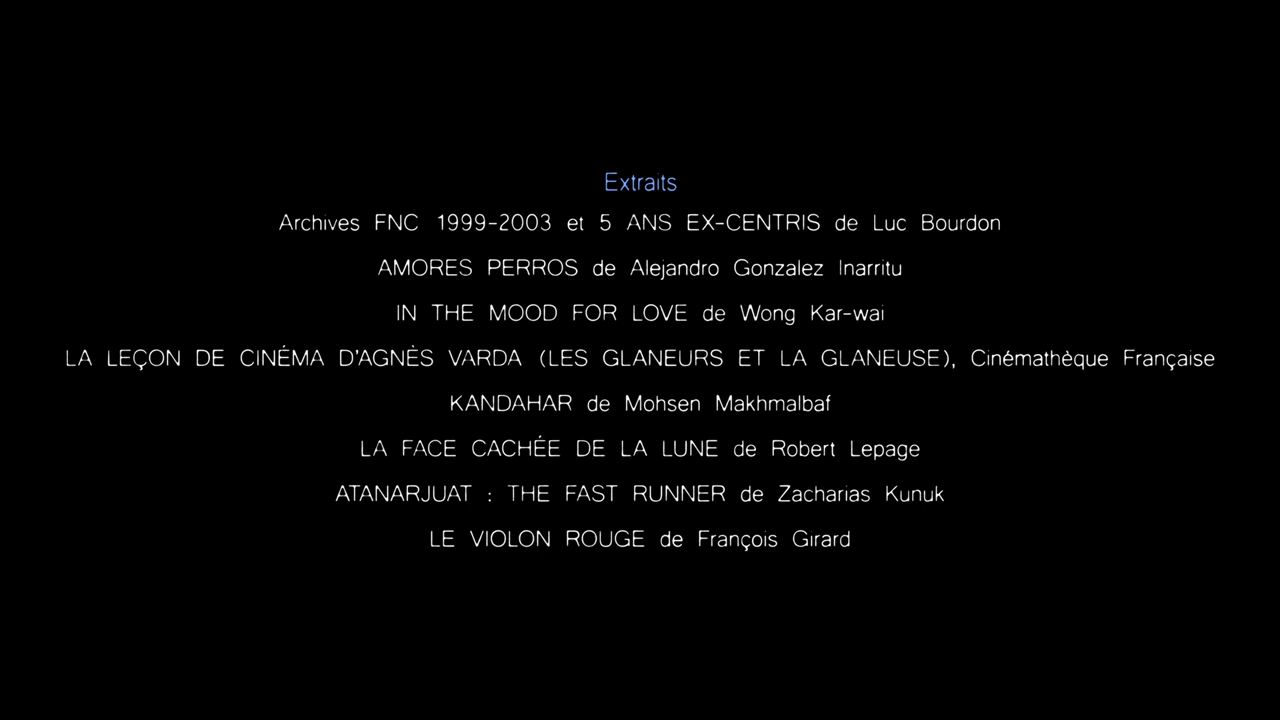 Extraits
Archives FNC 1999-2003 et 5 ANS EX-CENTRIS de Luc Bourdon
AMORES PERROS de Alejandro Gonzalez Inarritu
IN THE MOOD FOR LOVE de Wong Kar-wai
LA LEÇON DE CINÉMA D'AGNÈS VARDA (LES GLANEURS ET LA GLANEUSE), Cinémathèque Française
KANDAHAR de Mohsen Makhmalbaf
LA FACE CACHÉE DE LA LUNE de Robert Lepage
ATANARJUAT : THE FAST RUNNER de Zacharias Kunuk
LE VIOLON ROUGE de François Girard